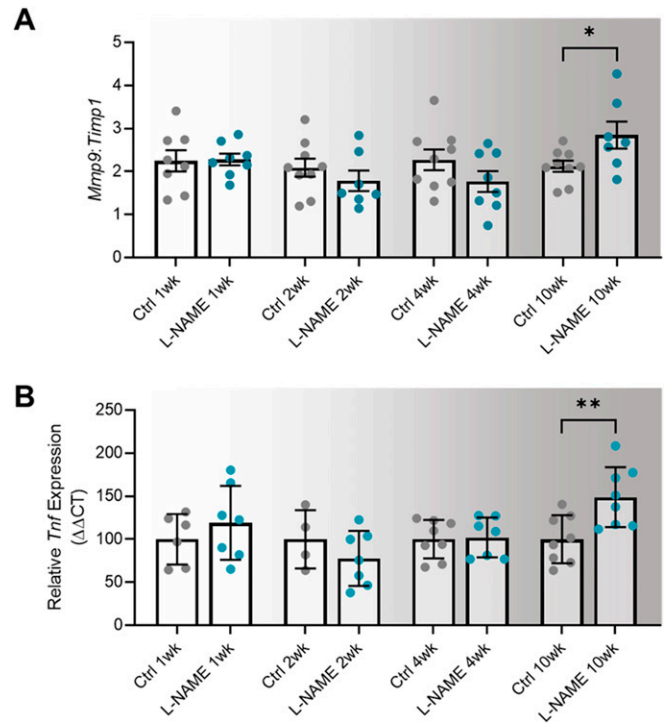 A
Mmp9:Timp1
5
4
3
2
1
0
*
Ctrl 1wk
L-NAME 1wk
Ctrl 2wk
L-NAME 2wk
Ctrl 4wk
L-NAME 4wk
Ctrl 10wk
L-NAME 10wk
B
Relative Tnf Expression
(ΔΔCT)
250
200
150
100
50
0
**
Ctrl 1wk
L-NAME 1wk
Ctrl 2wk
L-NAME 2wk
Ctrl 4wk
L-NAME 4wk
Ctrl 10wk
L-NAME 10wk